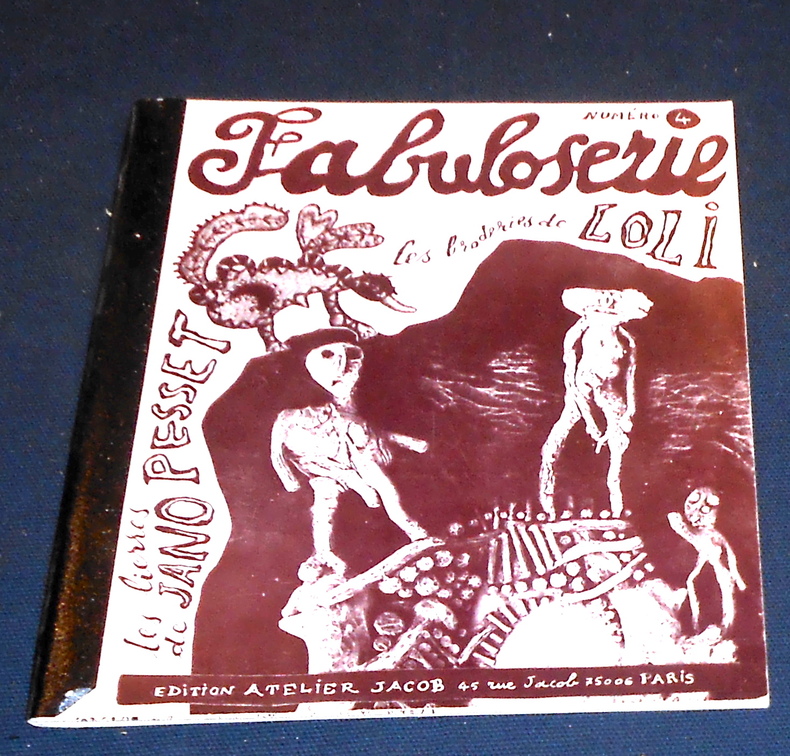 NUMÉRO 4
Fabuloserie
les broderies de LOLI
les lierres
de JANO PESSET
EDITION ATELIER JACOB 45 rue Jacob 75006 PARIS